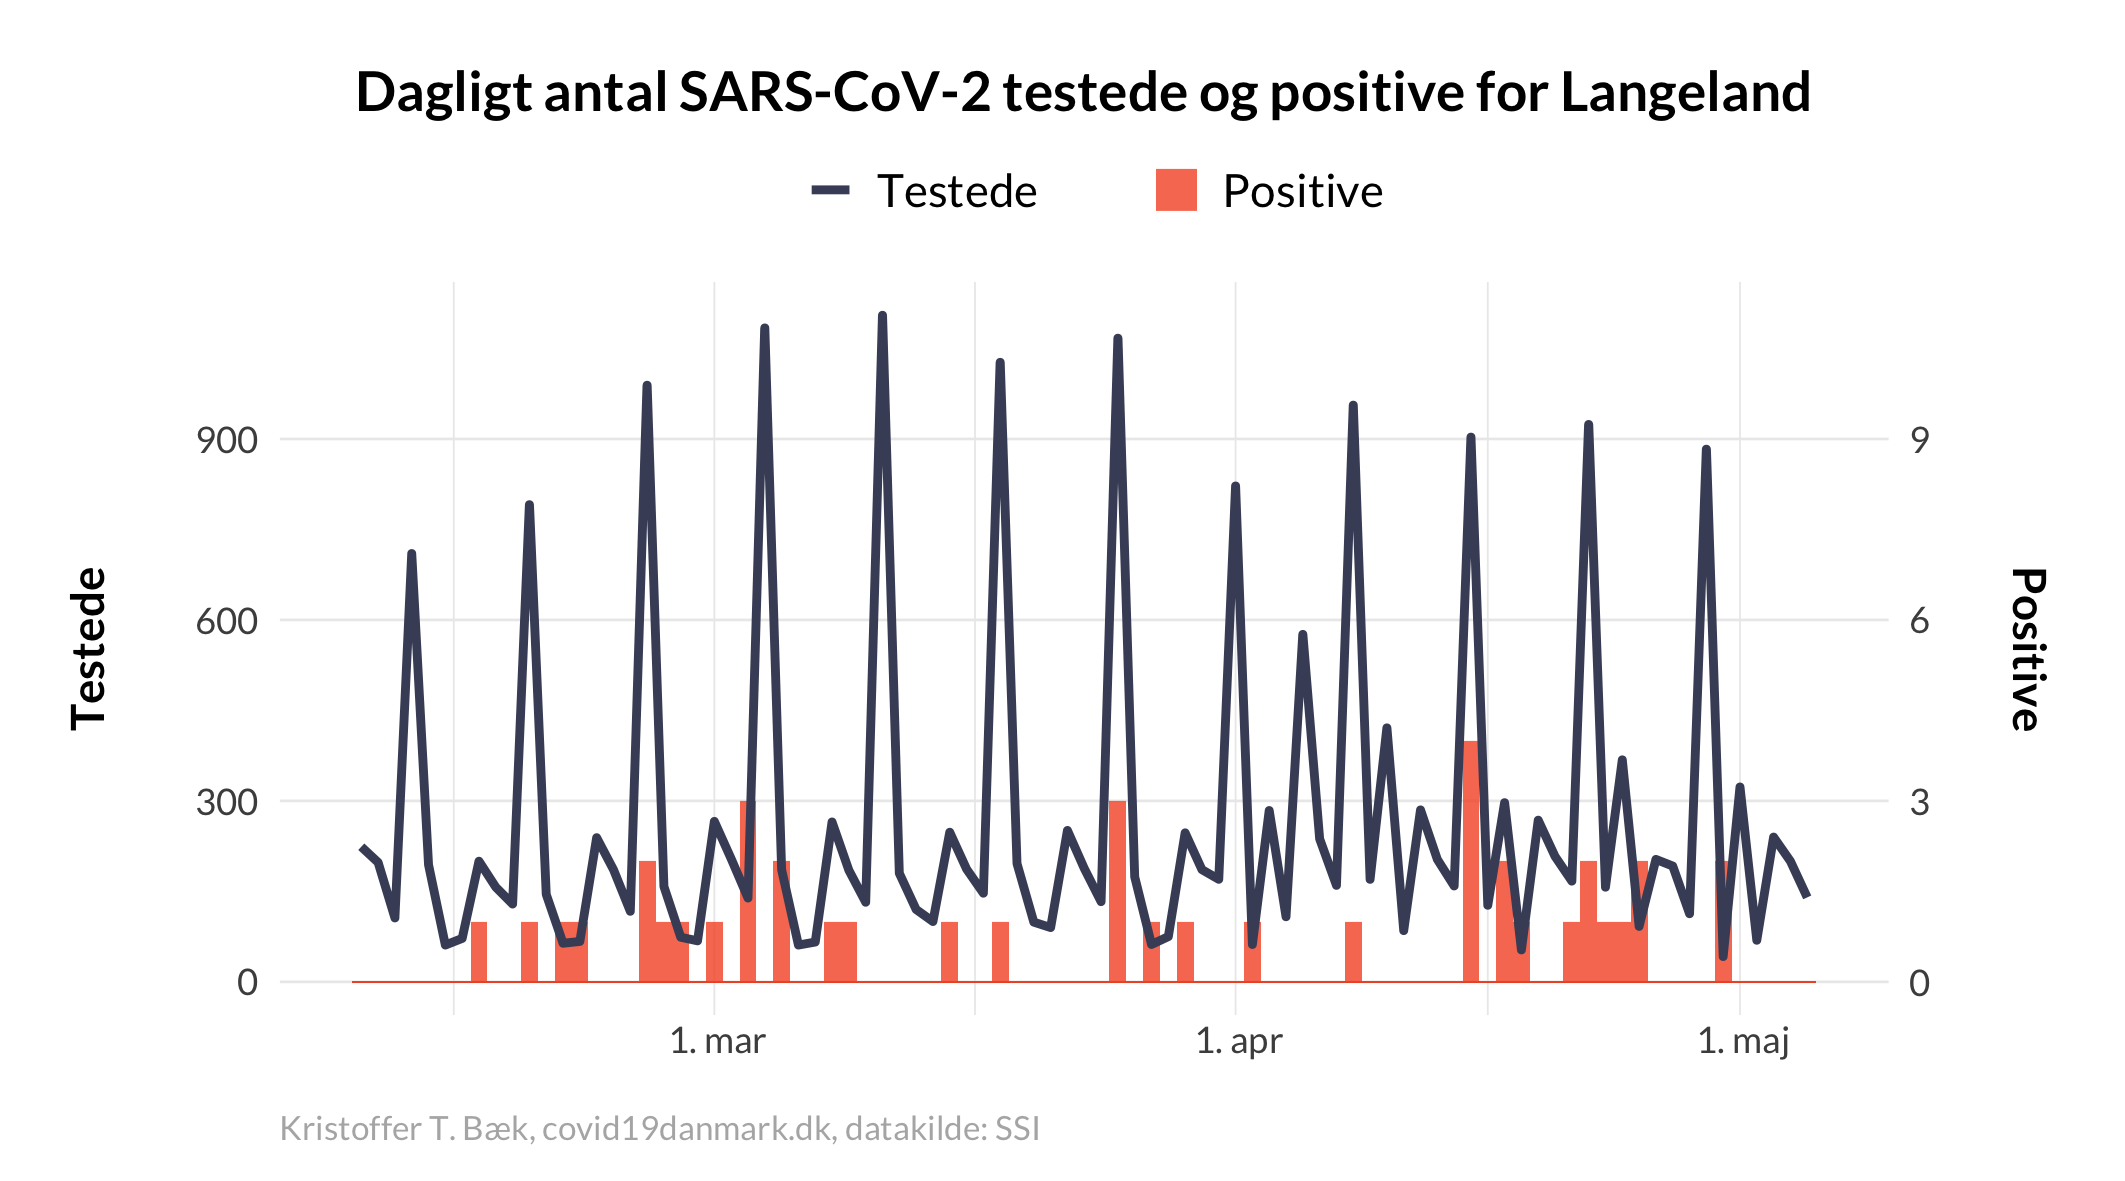 Dagligt antal SARS-CoV-2 testede og positive for Langeland
Testede
Positive
900
600
300
0
9
6
3
0
Testede
Positive
1. mar
1. apr
1. maj
Kristoffer T. Bæk, covid19danmark.dk, datakilde: SSI